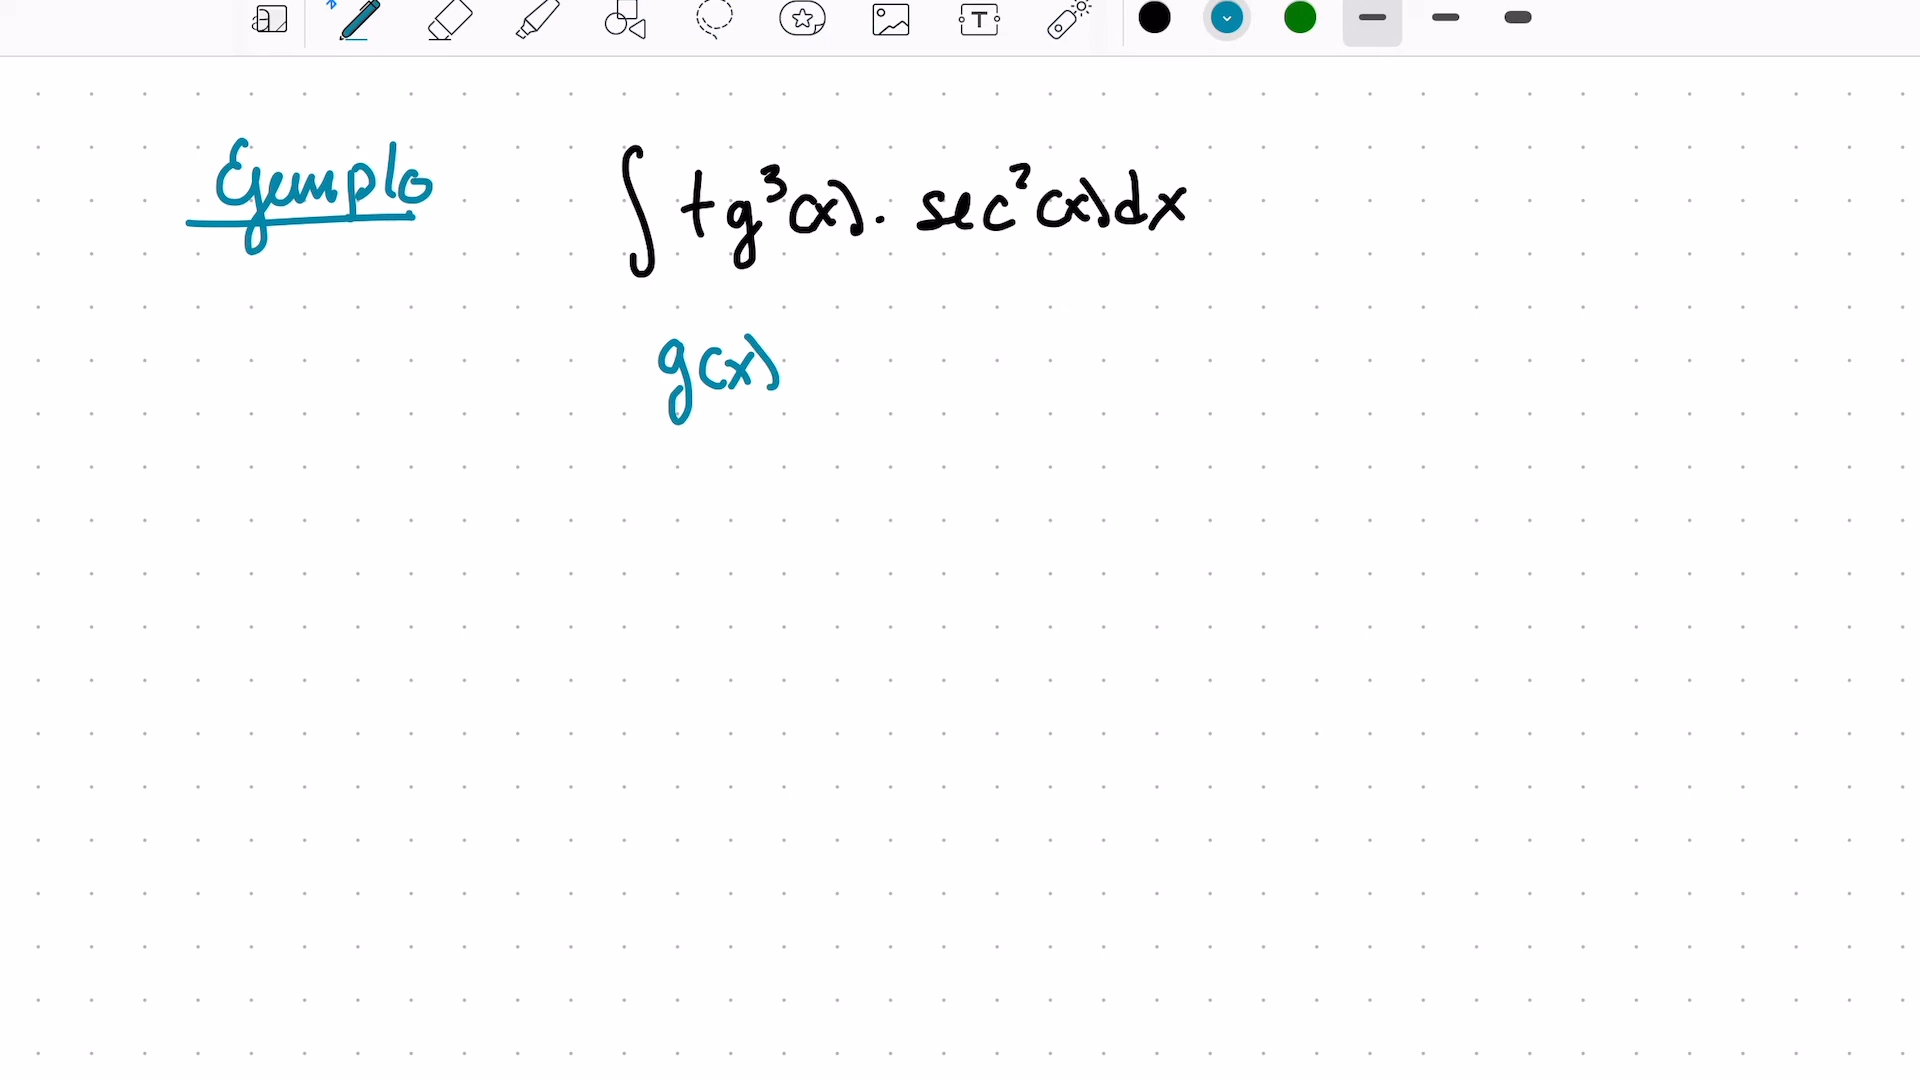 Ejemplo ∫ tg³(x). sec²(x)dx
g(x)